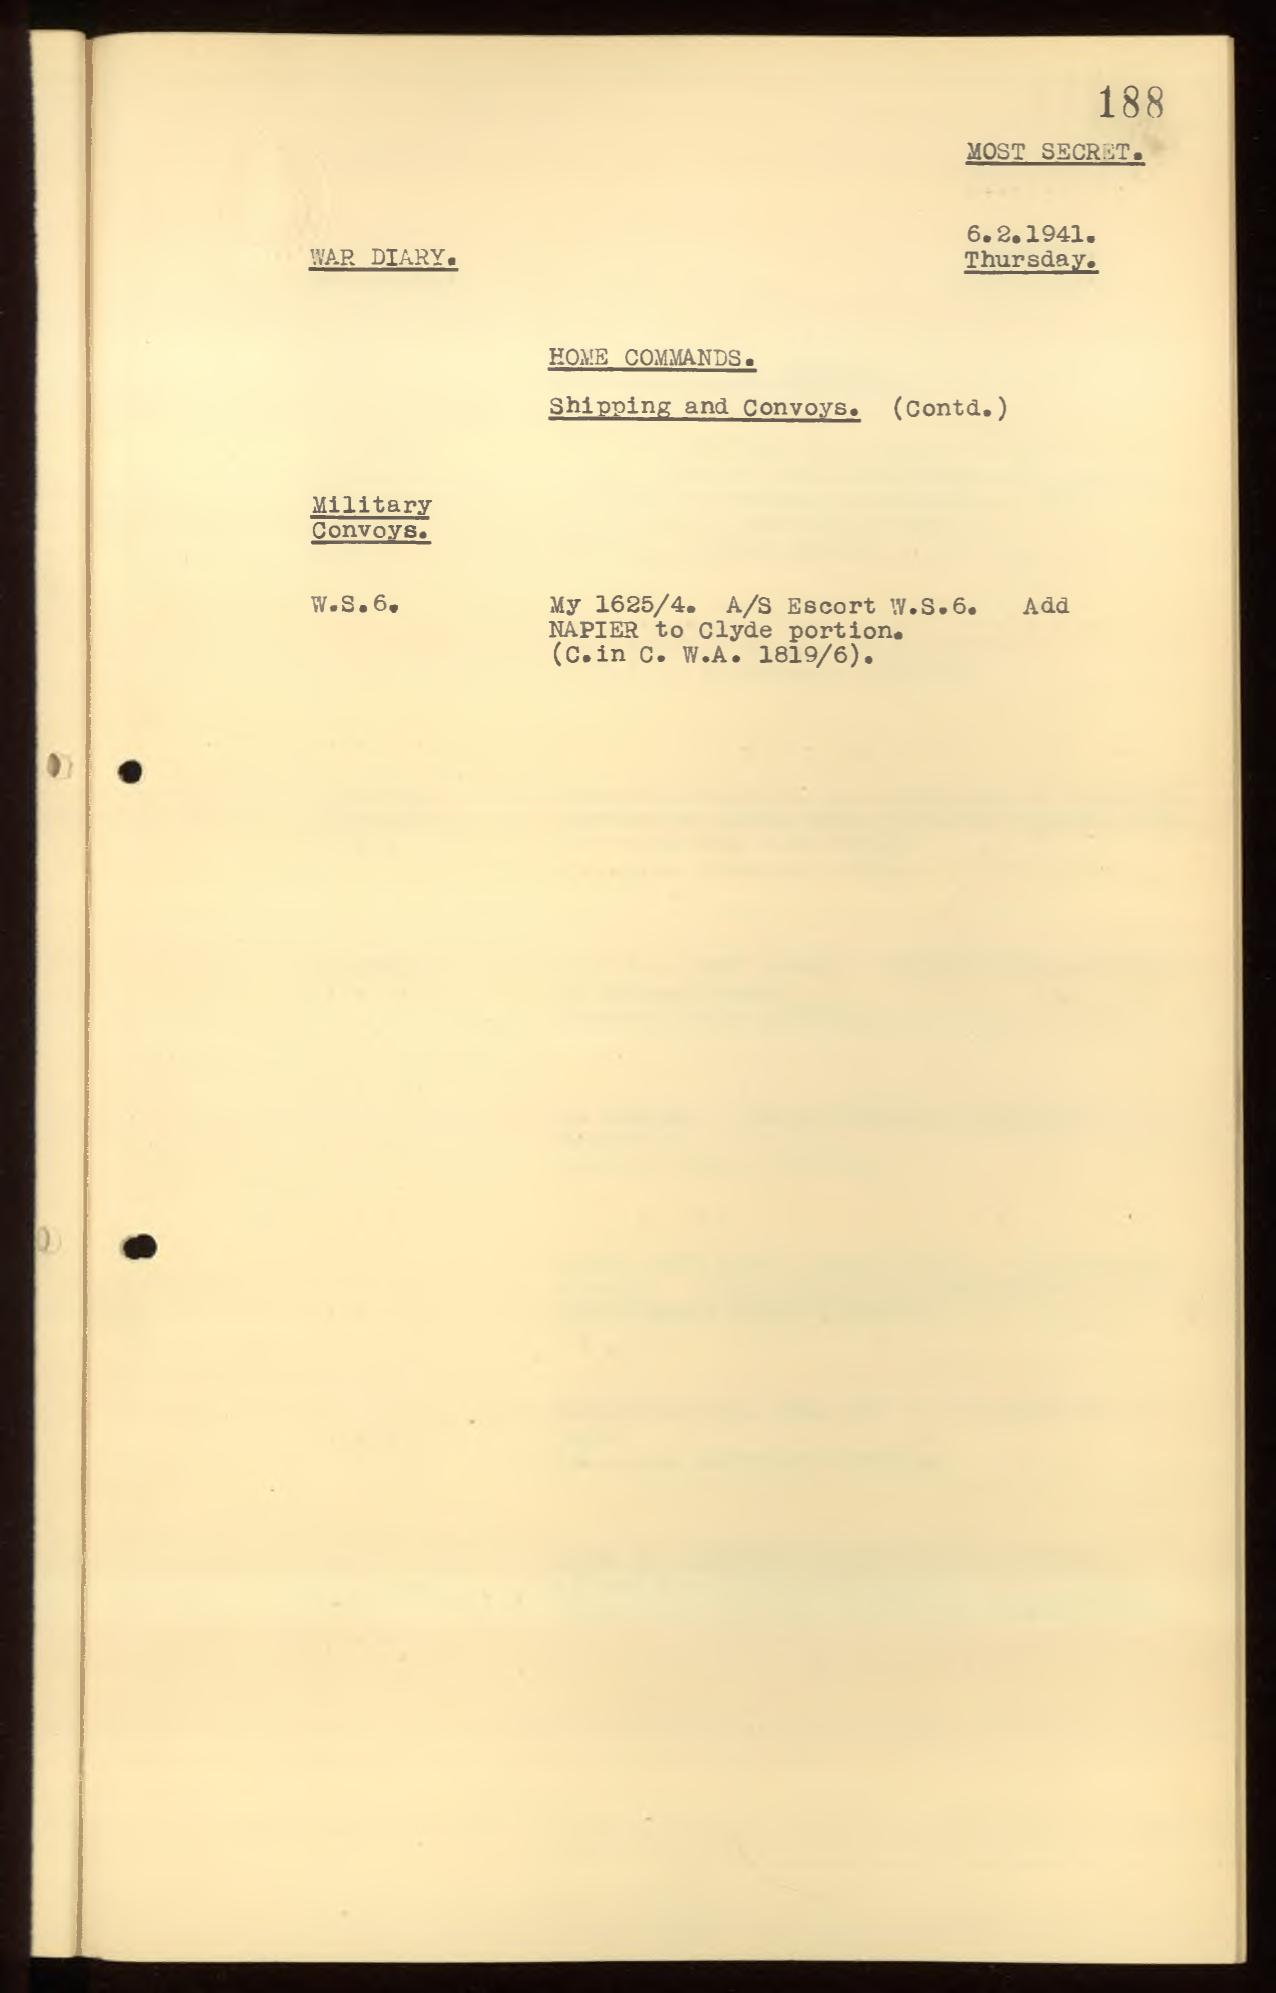 188
MOST SECRET.
6.2.1941.
WAR DIARY.
Thursday.
HOME COMMANDS.
Shipping and Convoys. (Contd.)
Military
Convoys.
W.S.6.
My 1625/4. A/S Escort W.S.6. Add
NAPIER to Clyde portion.
(C.in C. W.A. 1819/6).